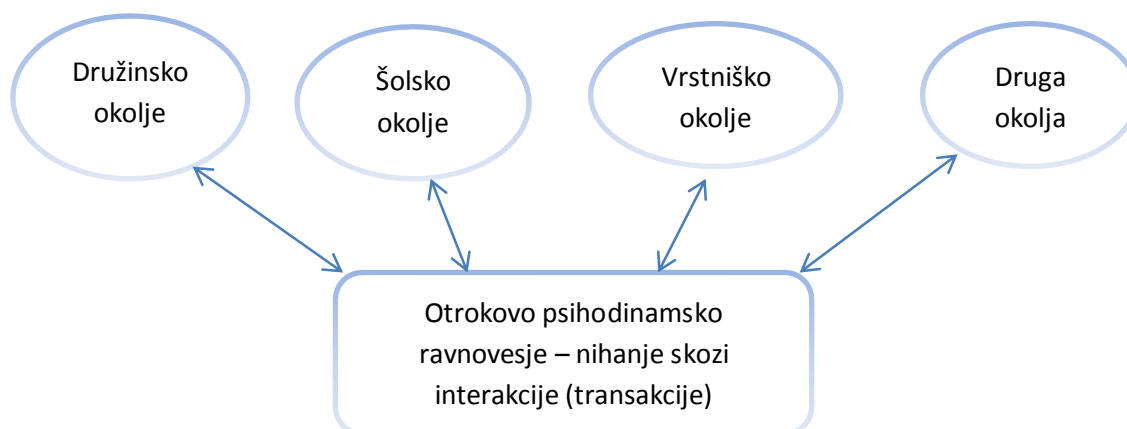 Družinsko
okolje
Šolsko
okolje
Vrstniško
okolje
Druga
okolja
Otrokovo psihodinamsko
ravnovesje – nihanje skozi
interakcije (transakcije)